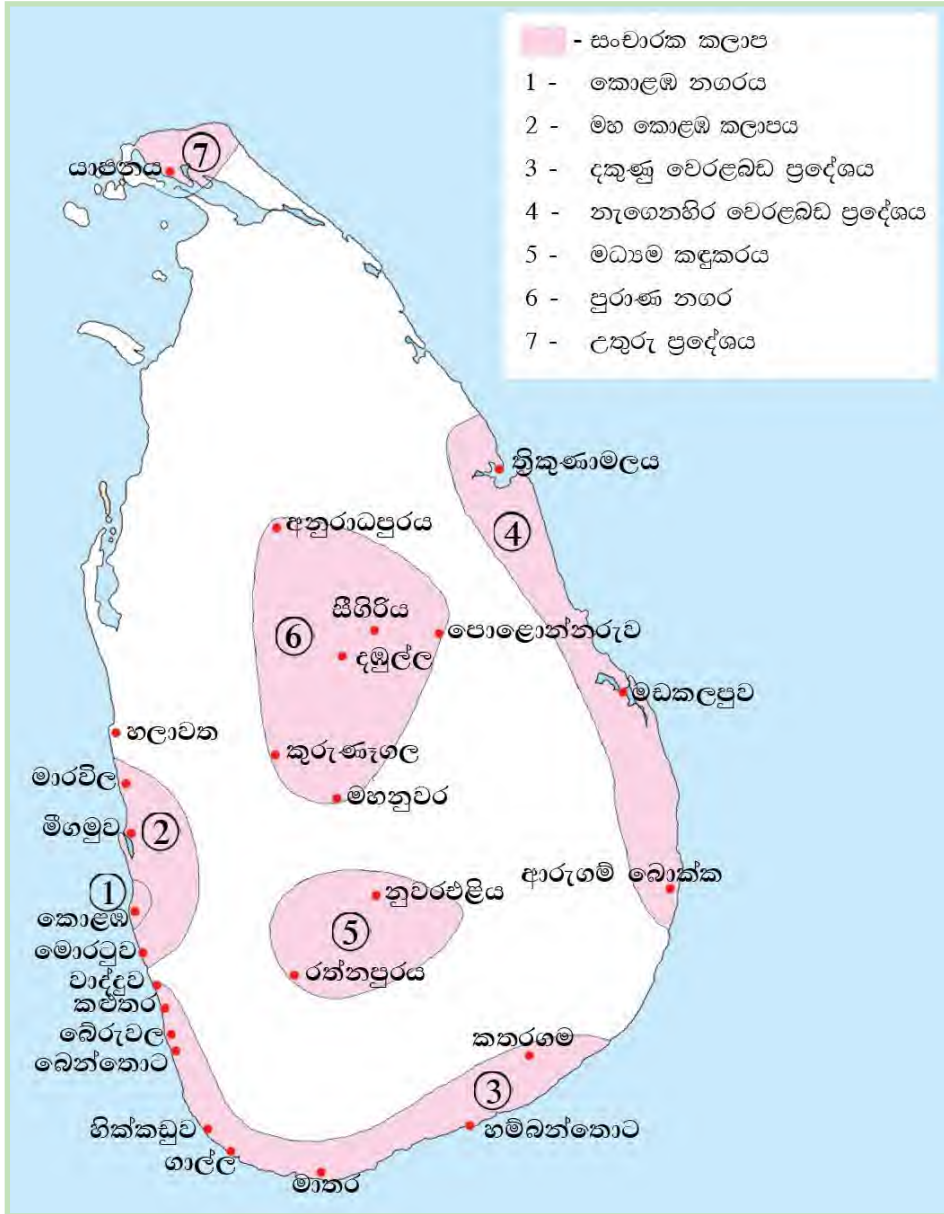 - සංචාරක කලාප
1 - කොළඹ නගරය
2 - මහ කොළඹ කලාපය
3 - දකුණු වෙරළබඩ ප්‍රදේශය
4 - නැගෙනහිර වෙරළබඩ ප්‍රදේශය
5 - මධ්‍යම කඳුකරය
6 - පුරාණ නගර
7 - උතුරු ප්‍රදේශය
7
යාපනය
ත්‍රිකුණාමලය
4
අනුරාධපුරය
සීගිරිය
6
පොළොන්නරුව
දඹුල්ල
මඩකලපුව
හලාවත
කුරුණෑගල
මාරවිල
මහනුවර
මීගමුව
2
ආරුගම් බොක්ක
1
නුවරඑළිය
කොළඹ
5
මොරටුව
රත්නපුරය
වාද්දුව
කළුතර
බේරුවල
කතරගම
බෙන්තොට
3
හික්කඩුව
හම්බන්තොට
ගාල්ල
මාතර